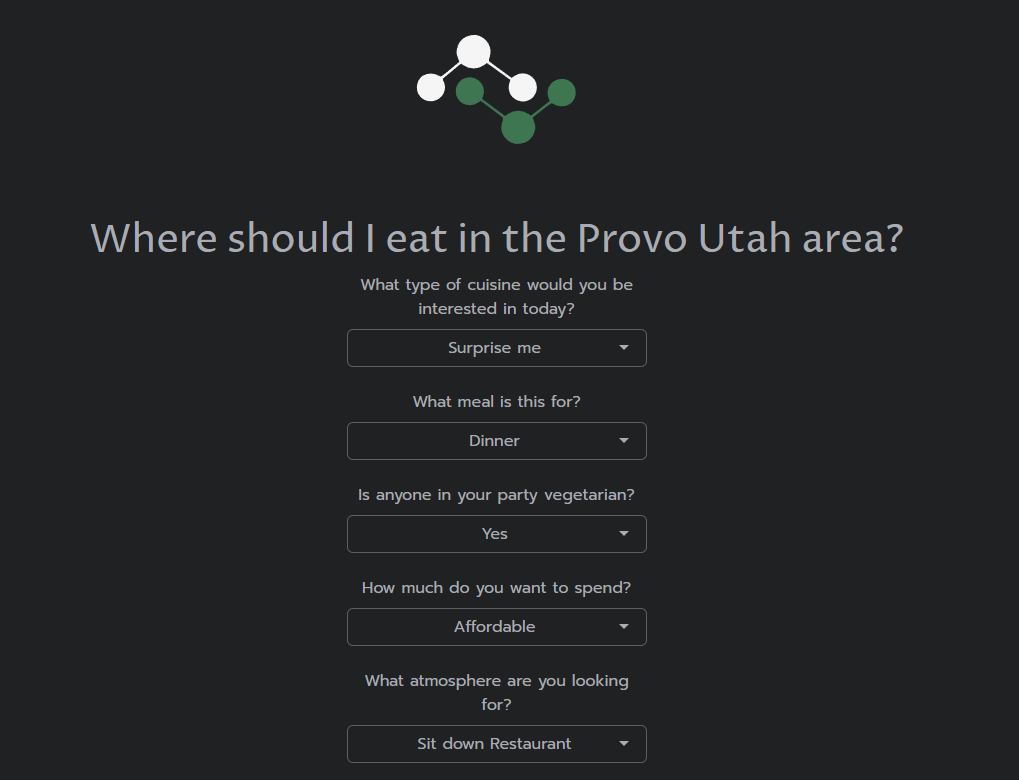 Where should I eat in the Provo Utah area?
What type of cuisine would you be
interested in today?
Surprise me
What meal is this for?
Dinner
Is anyone in your party vegetarian?
Yes
How much do you want to spend?
Affordable
What atmosphere are you looking
for?
Sit down Restaurant